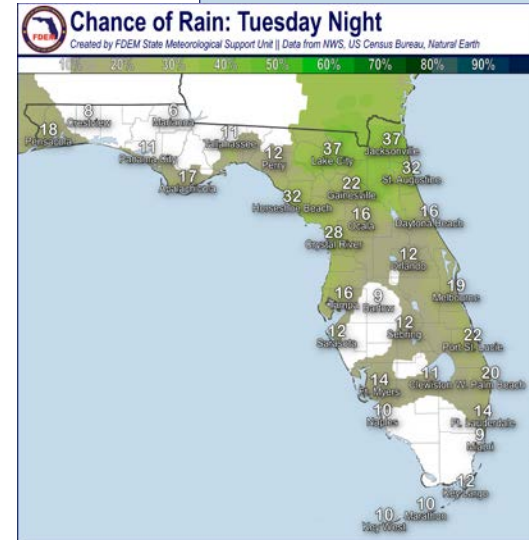 FDEM
Chance of Rain: Tuesday Night
Created by FDEM State Meteorological Support Unit || Data from NWS, US Census Bureau, Natural Earth
10% 20% 30% 40% 50% 60% 70% 80% 90%
18
Pensacola
8
Crestview
6
Marianna
11
Panama City
11
Tallahassee
17
Apalachicola
12
Perry
37
Lake City
37
Jacksonville
32
St. Augustine
32
Horseshoe Beach
22
Gainesville
16
Ocala
16
Daytona Beach
28
Crystal River
12
Orlando
16
Tampa
9
Bartow
19
Melbourne
12
Sarasota
12
Sebring
22
Port St. Lucie
14
Ft. Myers
11
Clewiston
20
W. Palm Beach
10
Naples
14
Ft. Lauderdale
9
Miami
12
Key Largo
10
Marathon
10
Key West